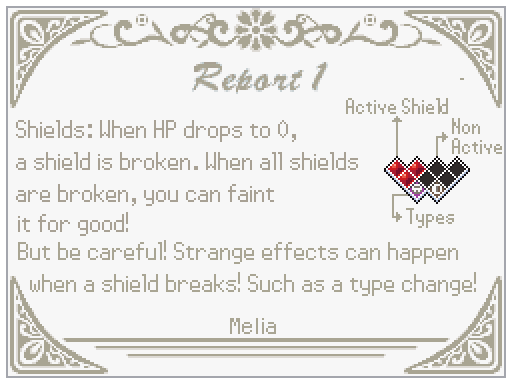 Report 1
Active Shield
Non
Active
Shields: When HP drops to 0,
a shield is broken. When all shields
are broken, you can faint
it for good!
Types
But be careful! Strange effects can happen
when a shield breaks! Such as a type change!
Melia